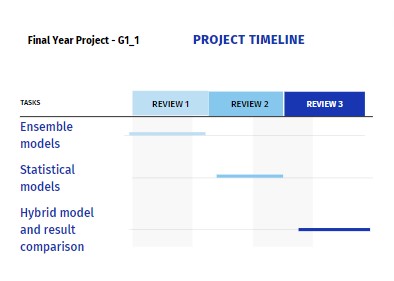 Final Year Project - G1_1
PROJECT TIMELINE
TASKS
REVIEW 1
REVIEW 2
REVIEW 3
Ensemble
models
Statistical
models
Hybrid model
and result
comparison